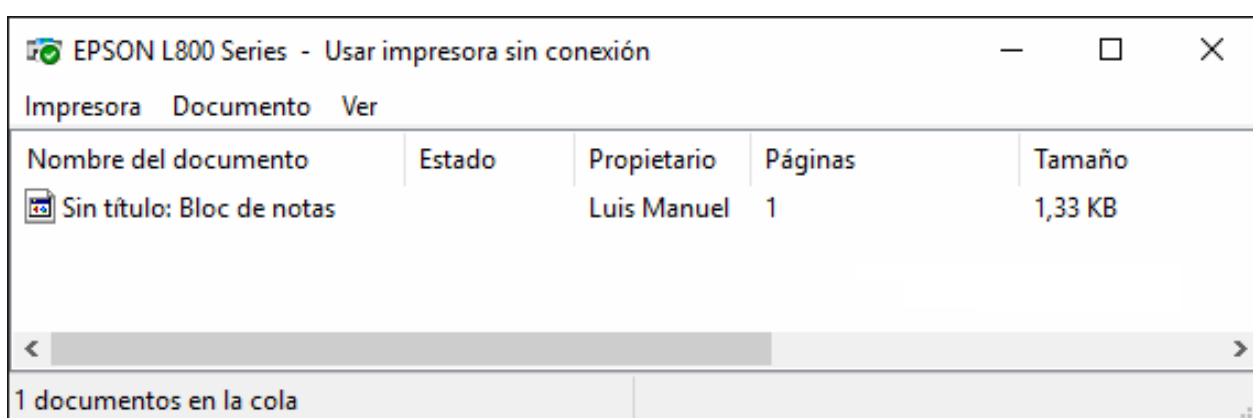 EPSON L800 Series - Usar impresora sin conexión
Impresora Documento Ver
Nombre del documento Estado Propietario Páginas Tamaño
Sin título: Bloc de notas Luis Manuel 1 1,33 KB
1 documentos en la cola